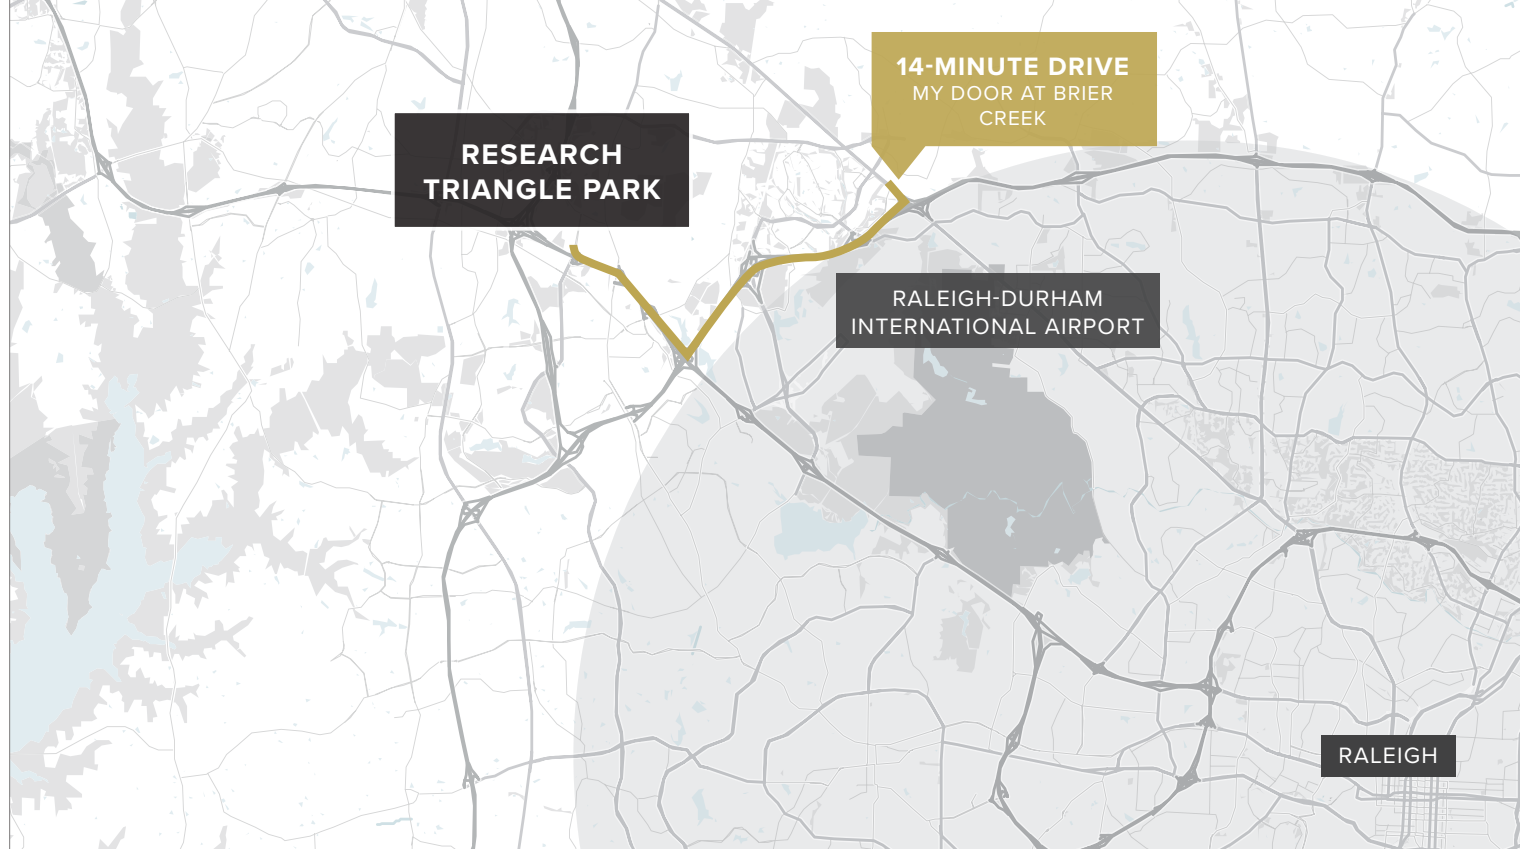 14-MINUTE DRIVE
MY DOOR AT BRIER
CREEK
RESEARCH
TRIANGLE PARK
RALEIGH-DURHAM
INTERNATIONAL AIRPORT
RALEIGH